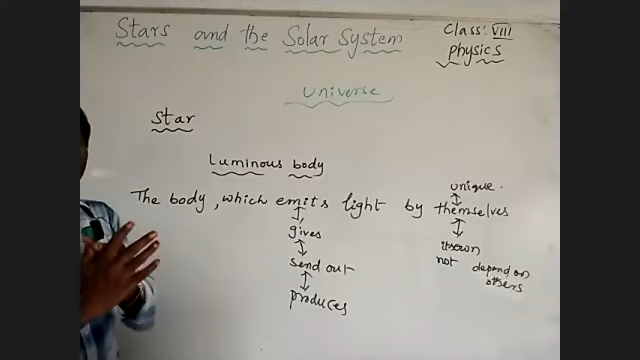 Stars and the Solar System
Class: VIII
Physics
Universe
Star
Luminous body
unique.
The body, which emits light by themselves
gives
send out
produces
itsown
not depend on
others